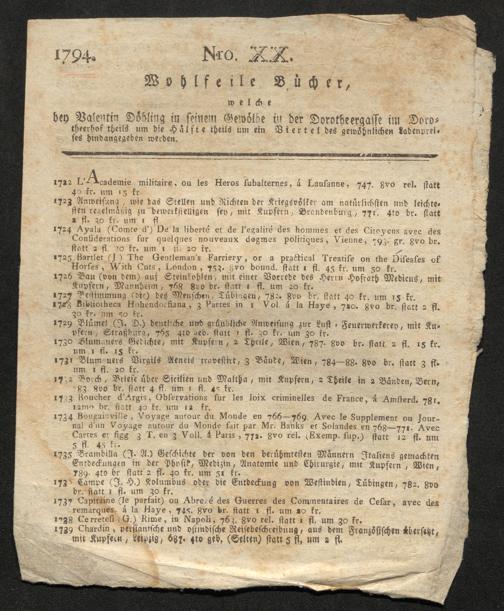 1794. Nro. XX.
Wohlfeile Bücher,
welche
bey Valentin Döbling in seinem Gewölbe in der Dorotheergasse im Doro-
theerhof theils um die Hälfte theils um ein Viertel des gewöhnlichen Ladenprei-
ses hindangegeben werden.
1722 L'Academie militaire, ou les Heros subalternes, á Lausanne, 747. 8vo rel. statt
40 kr. um 15 kr.
1723 Anweisung, wie das Stellen und Richten der Kriegsvölker am natürlichsten und leichte-
sten regelmäßig zu bewerkstelligen sey, mit Kupfern, Brandenburg, 771. 4to br. statt
2 fl. 30 kr. um 1 fl.
1724 Ayala (Comte d') De la liberté et de l'egalité des hommes et des Citoyens avec des
Considerations sur quelques nouveaux dogmes politiques, Vienne, 793. gr. 8vo br.
statt 2 fl. 20 kr. um 1 fl. 20 kr.
1725 Bartlet (J.) The Gentleman's Farriery, or a practical Treatise on the Diseases of
Horses, With Cuts, London, 753. 8vo bound. statt 1 fl. 45 kr. um 50 kr.
1726 Bau (von dem) auf Steinkohlen, mit einer Vorrede des Herrn Hofrath Medicus, mit
Kupfern, Mannheim, 768 8vo br. statt 1 fl. um 20 kr.
1727 Bestimmung (die) des Menschen, Tübingen, 782. 8vo br. statt 40 kr. um 15 kr.
1728 Bibliotheca Hohendorfiana, 3 Partes in 1 Vol. á la Haye, 720. 8vo br. statt 2 fl.
30 kr. um 50 kr.
1729 Blümel (J. D.) deutliche und gründliche Anweisung zur Lust-Feuerwerkerey, mit Ku-
pfern, Strasburg, 765. 4to geb. statt 1 fl. 30 kr. um 30 kr.
1730 Blumauers Gedichte, mit Kupfern, 2 Theile, Wien, 787. 8vo br. statt 2 fl. 15 kr.
um 1 fl. 15 kr.
1731 Blumauers Virgils Aeneis travestirt, 3 Bände, Wien, 784—88. 8vo br. statt 3 fl.
um 1 fl. 20 kr.
1732 Borch, Briefe über Sicilien und Maltha, mit Kupfern, 2 Theile in 2 Bänden, Bern,
83 8vo br. statt 4 fl. um 1 fl. 45 kr.
1733 Boucher d'Argis, Observations sur les loix criminelles de France, á Amsterd. 781.
12mo br. statt 40 kr. um 12 kr.
1734 Bougainville, Voyage autour du Monde en 766—769. Avec le Supplement ou Jour-
nal d'un Voyage autour du Monde fait par Mr. Banks et Solandes en 768—771. Avec
Cartes et figg 3 T. en 3 Voll. á Paris, 772. 8vo rel. (Exemp. sup.) statt 12 fl. um
5 fl. 45 kr.
1735 Brambilla (J. A.) Geschichte der von den berühmtesten Männern Italiens gemachten
Entdeckungen in der Physik, Medizin, Anatomie und Chirurgie, mit Kupfern, Wien,
789. 4to br statt 2 fl. 40 kr. um 51 kr.
1736 Campe (J. H.) Kolumbus oder die Entdeckung von Westindien, Tübingen, 782. 8vo
br. statt 1 fl. um 30 kr.
1737 Capitaine (le parfait) ou Abregé des Guerres des Commentaires de Cesar, avec des
remarques, á la Haye, 745. 8vo br. statt 1 fl. um 20 kr.
1738 Cerretesi (G.) Rime, in Napoli, 763. 8vo relt. statt 1 fl. um 30 kr.
1739 Chardin, persianische und ostindische Reisebeschreibung, aus dem Französischen übersetzt,
mit Kupfern, Leipzig, 687. 4to geb. (Selten) statt 5 fl. um 2 fl.